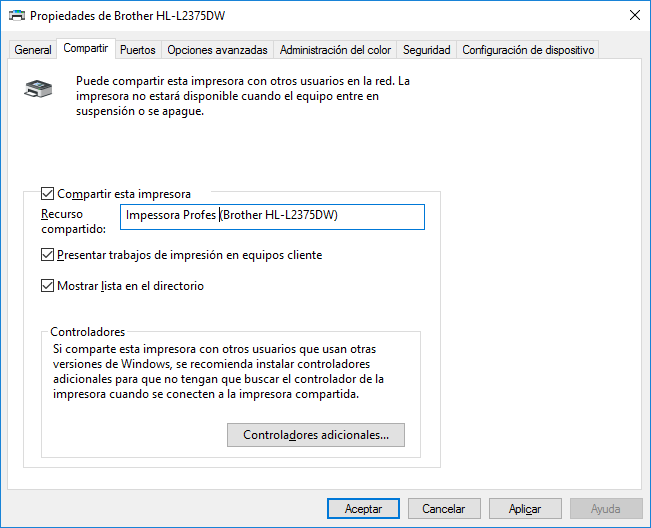 Propiedades de Brother HL-L2375DW
General Compartir Puertos Opciones avanzadas Administración del color Seguridad Configuración de dispositivo
Puede compartir esta impresora con otros usuarios en la red. La
impresora no estará disponible cuando el equipo entre en
suspensión o se apague.
Compartir esta impresora
Recurso
compartido:
Impessora Profes (Brother HL-L2375DW)
Presentar trabajos de impresión en equipos cliente
Mostrar lista en el directorio
Controladores
Si comparte esta impresora con otros usuarios que usan otras
versiones de Windows, se recomienda instalar controladores
adicionales para que no tengan que buscar el controlador de la
impresora cuando se conecten a la impresora compartida.
Controladores adicionales...
Aceptar Cancelar Aplicar Ayuda